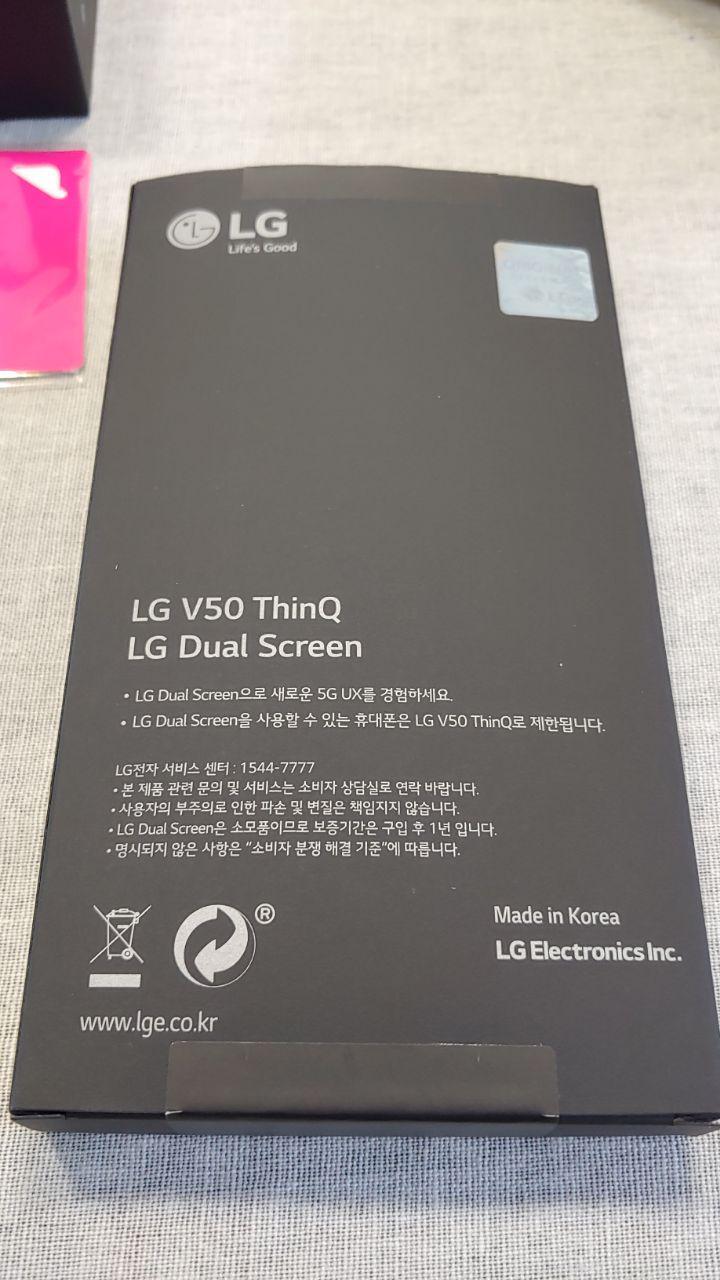 LG
Life's Good
ORIGINAL
LG V50 ThinQ
LG Dual Screen
• LG Dual Screen으로 새로운 5G UX를 경험하세요.
• LG Dual Screen을 사용할 수 있는 휴대폰은 LG V50 ThinQ로 제한됩니다.
LG전자 서비스 센터 : 1544-7777
• 본 제품 관련 문의 및 서비스는 소비자 상담실로 연락 바랍니다.
• 사용자의 부주의로 인한 파손 및 변질은 책임지지 않습니다.
• LG Dual Screen은 소모품이므로 보증기간은 구입 후 1년 입니다.
• 명시되지 않은 사항은 "소비자 분쟁 해결 기준"에 따릅니다.
®
Made in Korea
LG Electronics Inc.
www.lge.co.kr